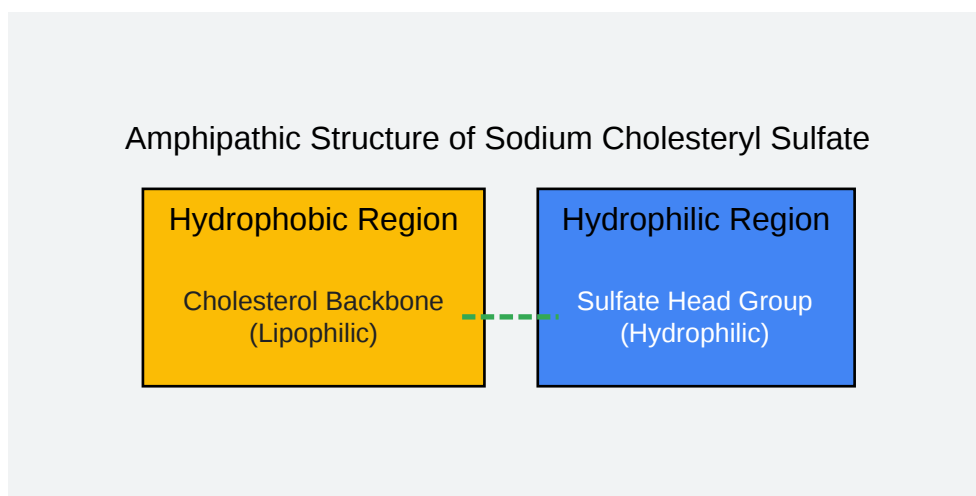 Amphipathic Structure of Sodium Cholesteryl Sulfate
Hydrophobic Region
Cholesterol Backbone
(Lipophilic)
Hydrophilic Region
Sulfate Head Group
(Hydrophilic)